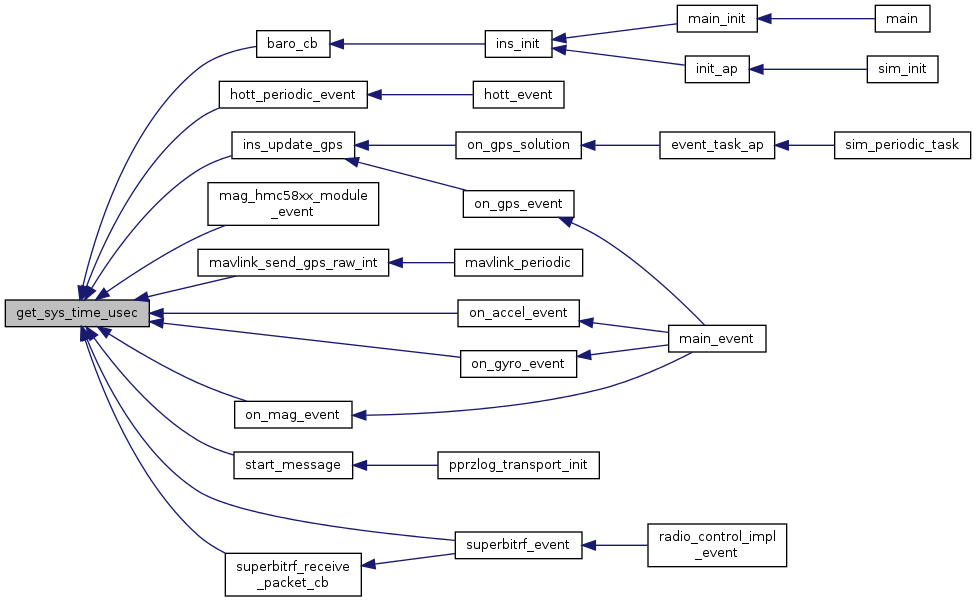 main_init
main
baro_cb
ins_init
init_ap
sim_init
hott_periodic_event
hott_event
ins_update_gps
on_gps_solution
event_task_ap
sim_periodic_task
mag_hmc58xx_module
_event
on_gps_event
mavlink_send_gps_raw_int
mavlink_periodic
get_sys_time_usec
on_accel_event
main_event
on_gyro_event
on_mag_event
start_message
pprzlog_transport_init
superbitrf_event
radio_control_impl
_event
superbitrf_receive
_packet_cb